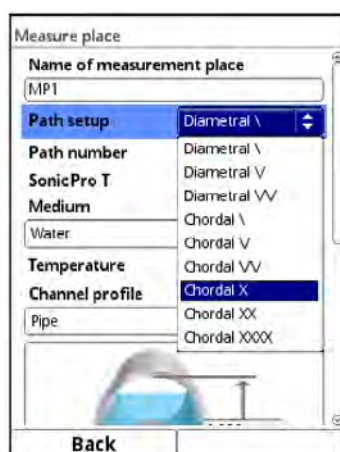 Measure place
Name of measurement place
MP1
Path setup
Diametral \
Path number
SonicPro T
Medium
Water
Temperature
Channel profile
Pipe
Diametral \
Diametral V
Diametral VV
Chordal \
Chordal V
Chordal VV
Chordal X
Chordal XX
Chordal XXXX
Back